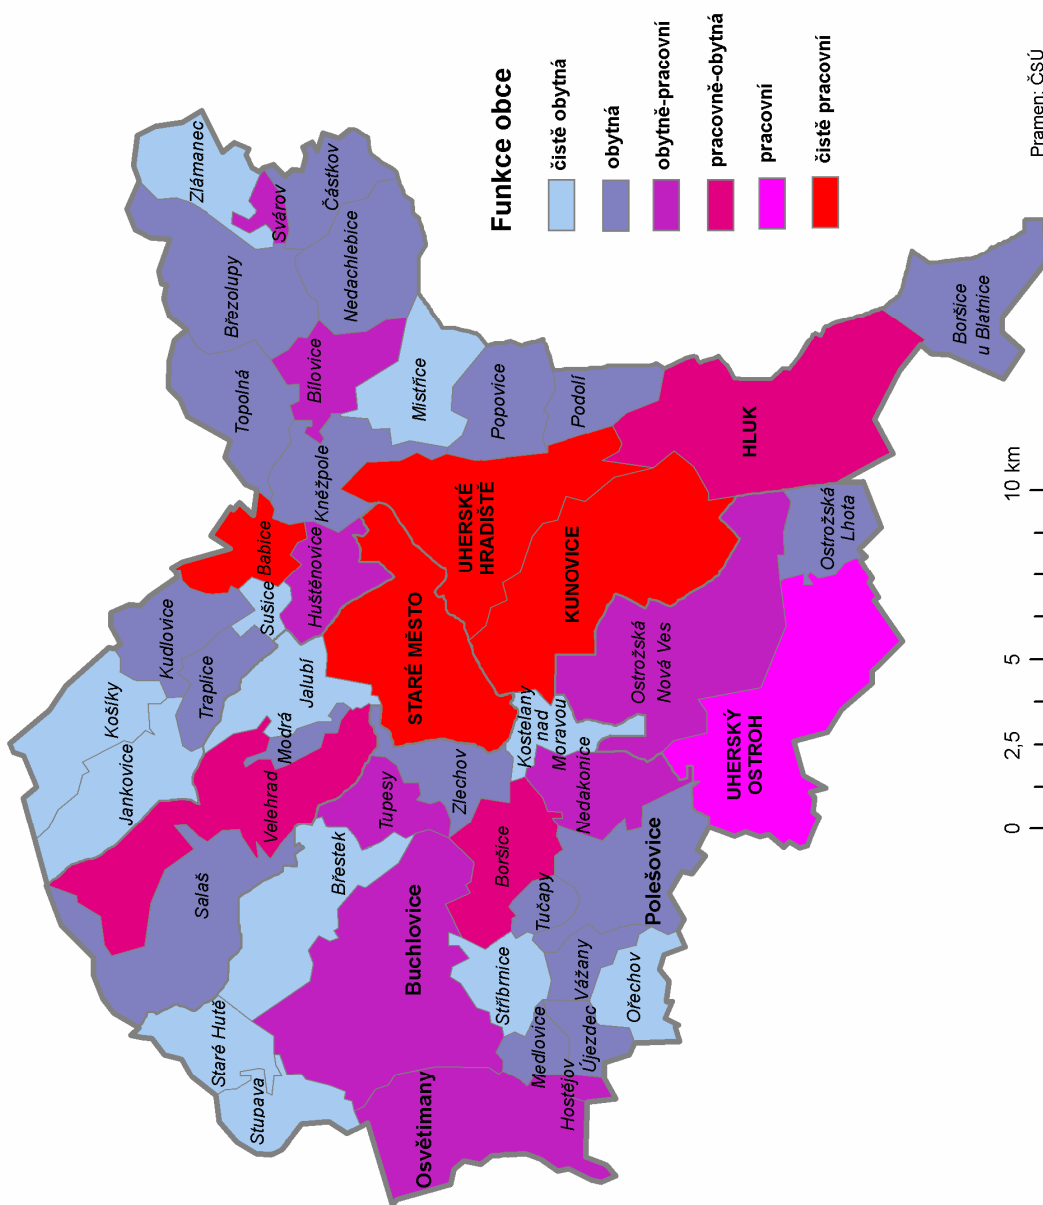 Zlámanec
Svárov
Částkov
Březolupy
Nedachlebice
Topolná
Bílovice
Mistřice
Kněžpole
Popovice
Podolí
Boršice
u Blatnice
HLUK
UHERSKÉ
HRADIŠTĚ
Babice
Huštěnovice
Sušice
KUNOVICE
STARÉ MĚSTO
Ostrožská
Lhota
Ostrožská
Nová Ves
Kudlovice
Traplice
Jalubí
Košíky
Jankovice
Modrá
Velehrad
Kostelany
nad
Moravou
UHERSKÝ
OSTROH
Zlechov
Tupesy
Nedakonice
Boršice
Břestek
Salaš
Tučapy
Polešovice
Buchlovice
Stříbrnice
Vážany
Ořechov
Staré Hutě
Medlovice
Újezdec
Stupava
Hostějov
Osvětimany
Funkce obce
čistě obytná
obytná
obytně-pracovní
pracovně-obytná
pracovní
čistě pracovní
0 2,5 5 10 km
Pramen: ČSÚ